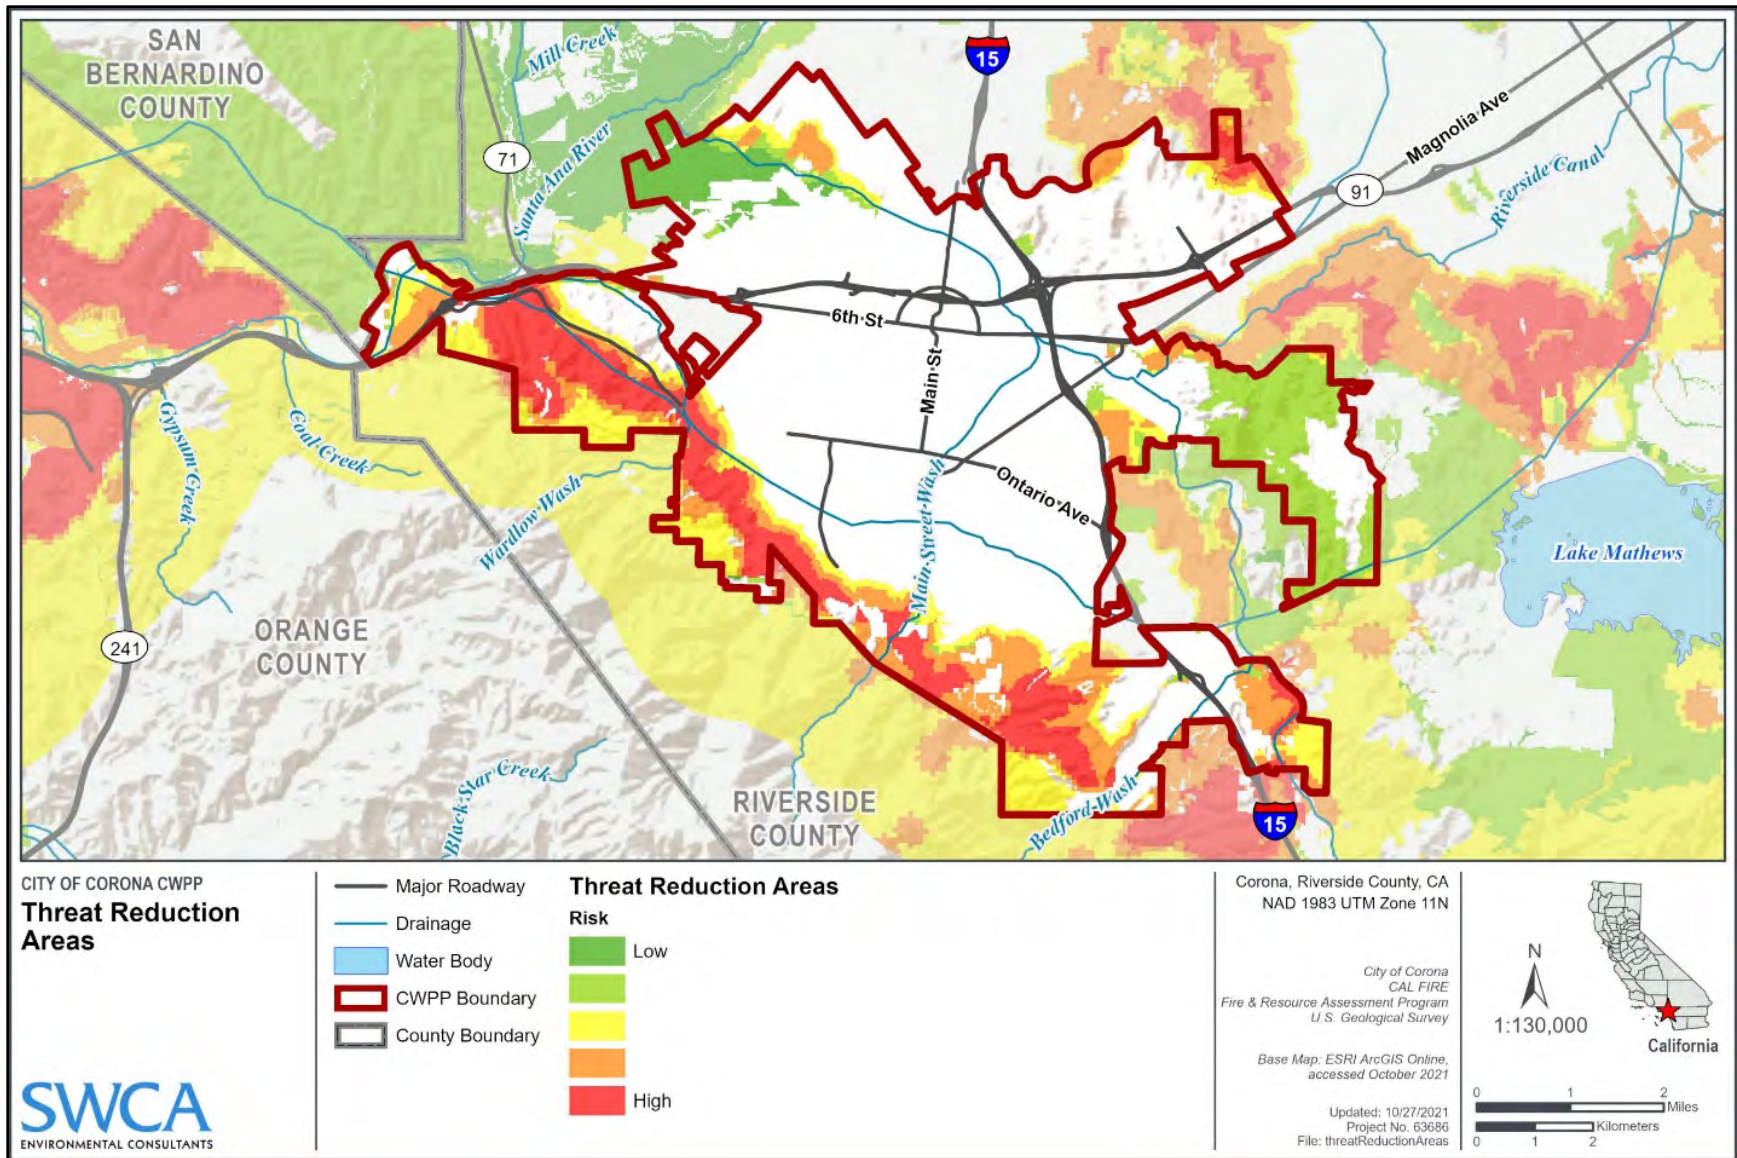 SAN
BERNARDINO
COUNTY
Mill Creek
15
71
Santa Ana River
Magnolia Ave
91
Riverside Canal
6th St
Main St
Gypsum Creek
Coal Creek
Wardlow Wash
Main Street Wash
Ontario Ave
Lake Mathews
ORANGE
COUNTY
241
Black Star Creek
RIVERSIDE
COUNTY
Bedford Wash
15
CITY OF CORONA CWPP
Threat Reduction
Areas
SWCA
ENVIRONMENTAL CONSULTANTS
Major Roadway
Drainage
Water Body
CWPP Boundary
County Boundary
Threat Reduction Areas
Risk
Low
High
Corona, Riverside County, CA
NAD 1983 UTM Zone 11N
City of Corona
CAL FIRE
Fire & Resource Assessment Program
U.S. Geological Survey
Base Map: ESRI ArcGIS Online,
accessed October 2021
Updated: 10/27/2021
Project No. 63686
File: threatReductionAreas
N
1:130,000
California
0 1 2
Miles
Kilometers
0 1 2